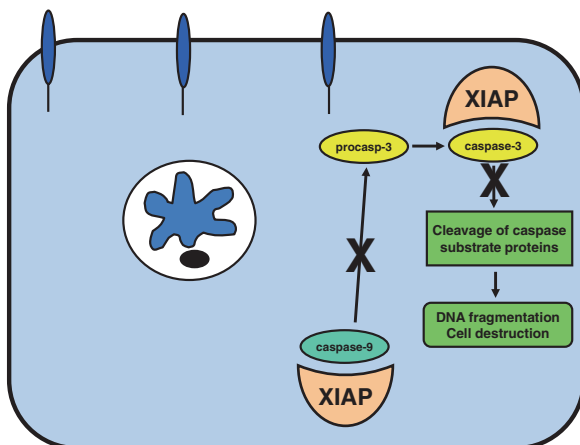 XIAP
procasp-3
caspase-3
X
Cleavage of caspase
substrate proteins
X
DNA fragmentation
Cell destruction
caspase-9
XIAP